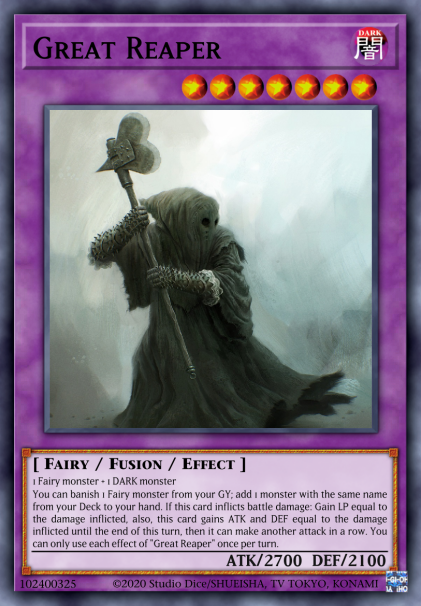 GREAT REAPER
DARK
闇
[ FAIRY / FUSION / EFFECT ]
1 Fairy monster + 1 DARK monster
You can banish 1 Fairy monster from your GY; add 1 monster with the same name
from your Deck to your hand. If this card inflicts battle damage: Gain LP equal to
the damage inflicted, also, this card gains ATK and DEF equal to the damage
inflicted until the end of this turn, then it can make another attack in a row. You
can only use each effect of "Great Reaper" once per turn.
ATK/2700 DEF/2100
102400325 ©2020 Studio Dice/SHUEISHA, TV TOKYO, KONAMI